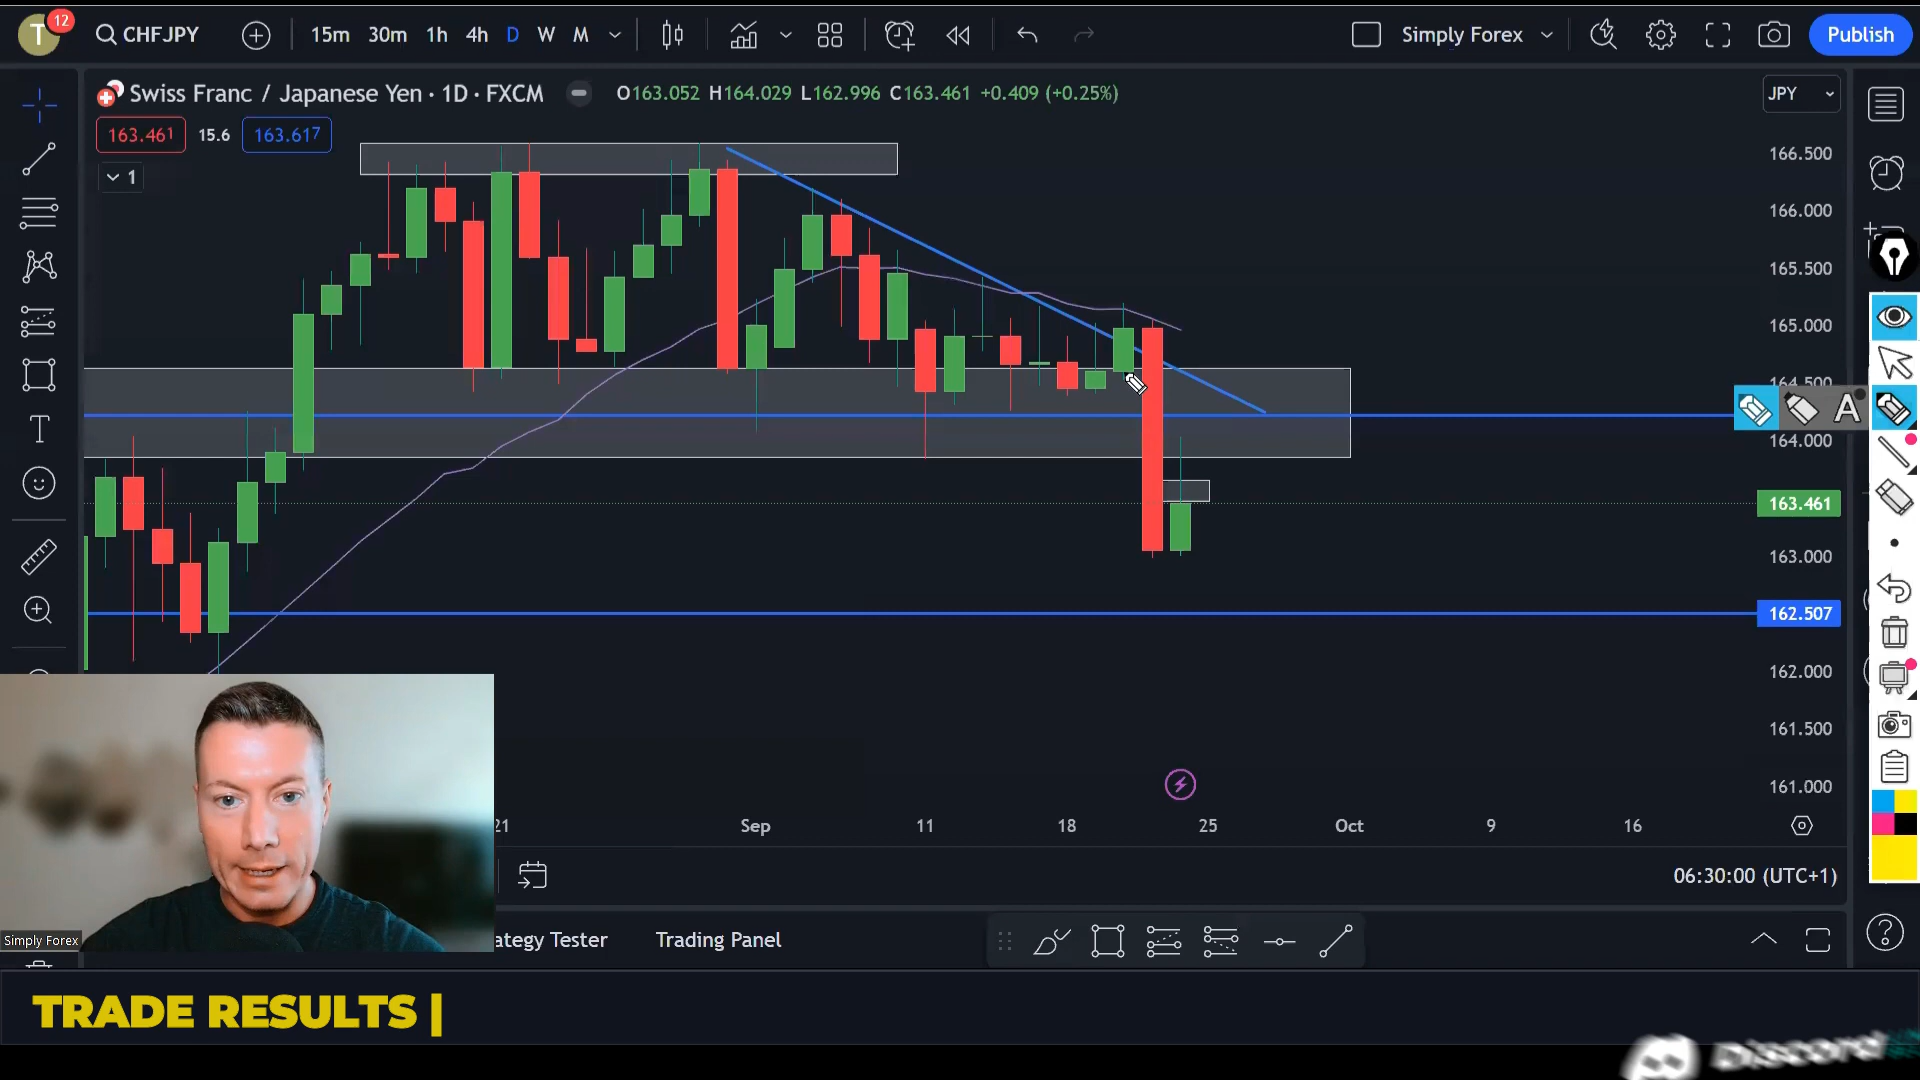 T
12
CHFJPY
15m 30m 1h 4h D W M
Simply Forex
Publish
Swiss Franc / Japanese Yen · 1D · FXCM
O163.052 H164.029 L162.996 C163.461 +0.409 (+0.25%)
JPY
163.461 15.6 163.617
1
166.500
166.000
165.500
165.000
164.500
A
164.000
163.461
163.000
162.507
162.000
161.500
161.000
21 Sep 11 18 25 Oct 9 16
06:30:00 (UTC+1)
Simply Forex
ategy Tester Trading Panel
TRADE RESULTS |
Discord